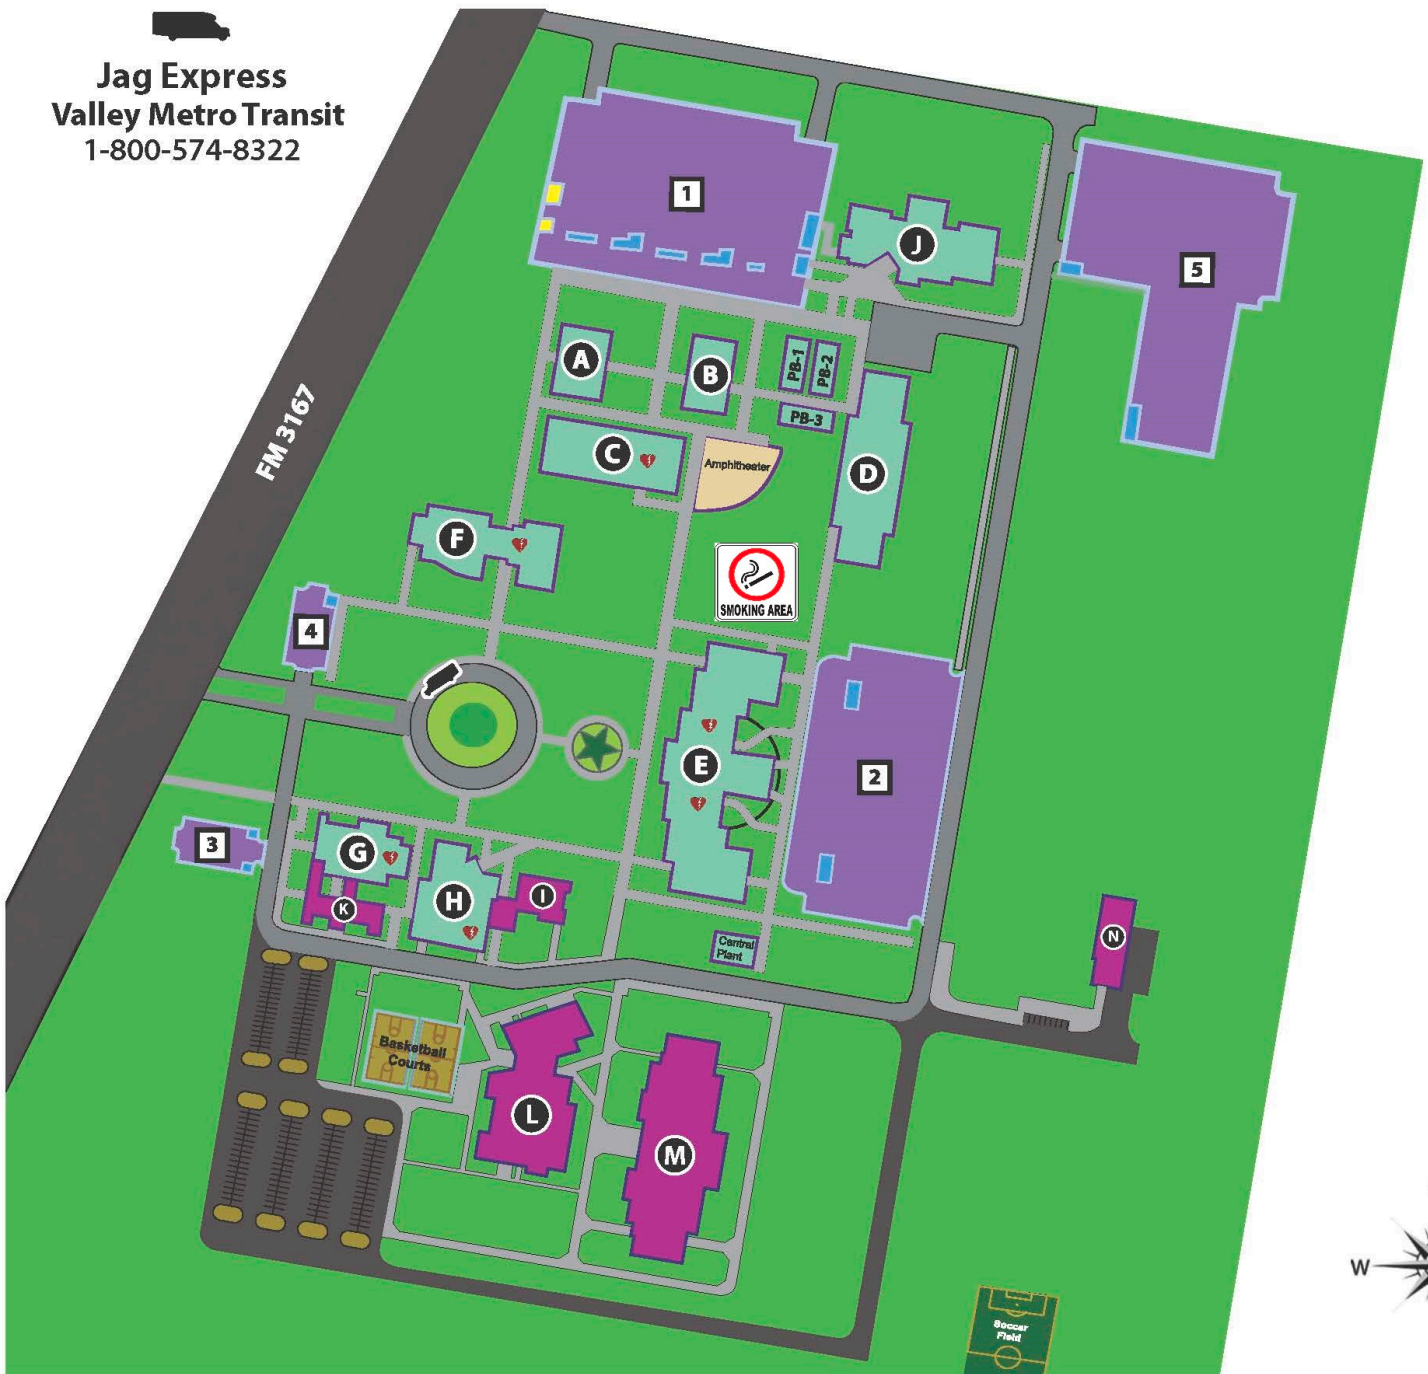 Jag Express
Valley Metro Transit
1-800-574-8322
1
J
5
A
B
PB-1
PB-2
PB-3
FM 3167
C
Amphitheater
D
F
SMOKING AREA
4
E
2
3
G
K
H
I
Central
Plant
N
Basketball
Courts
L
M
W
Soccer
Field